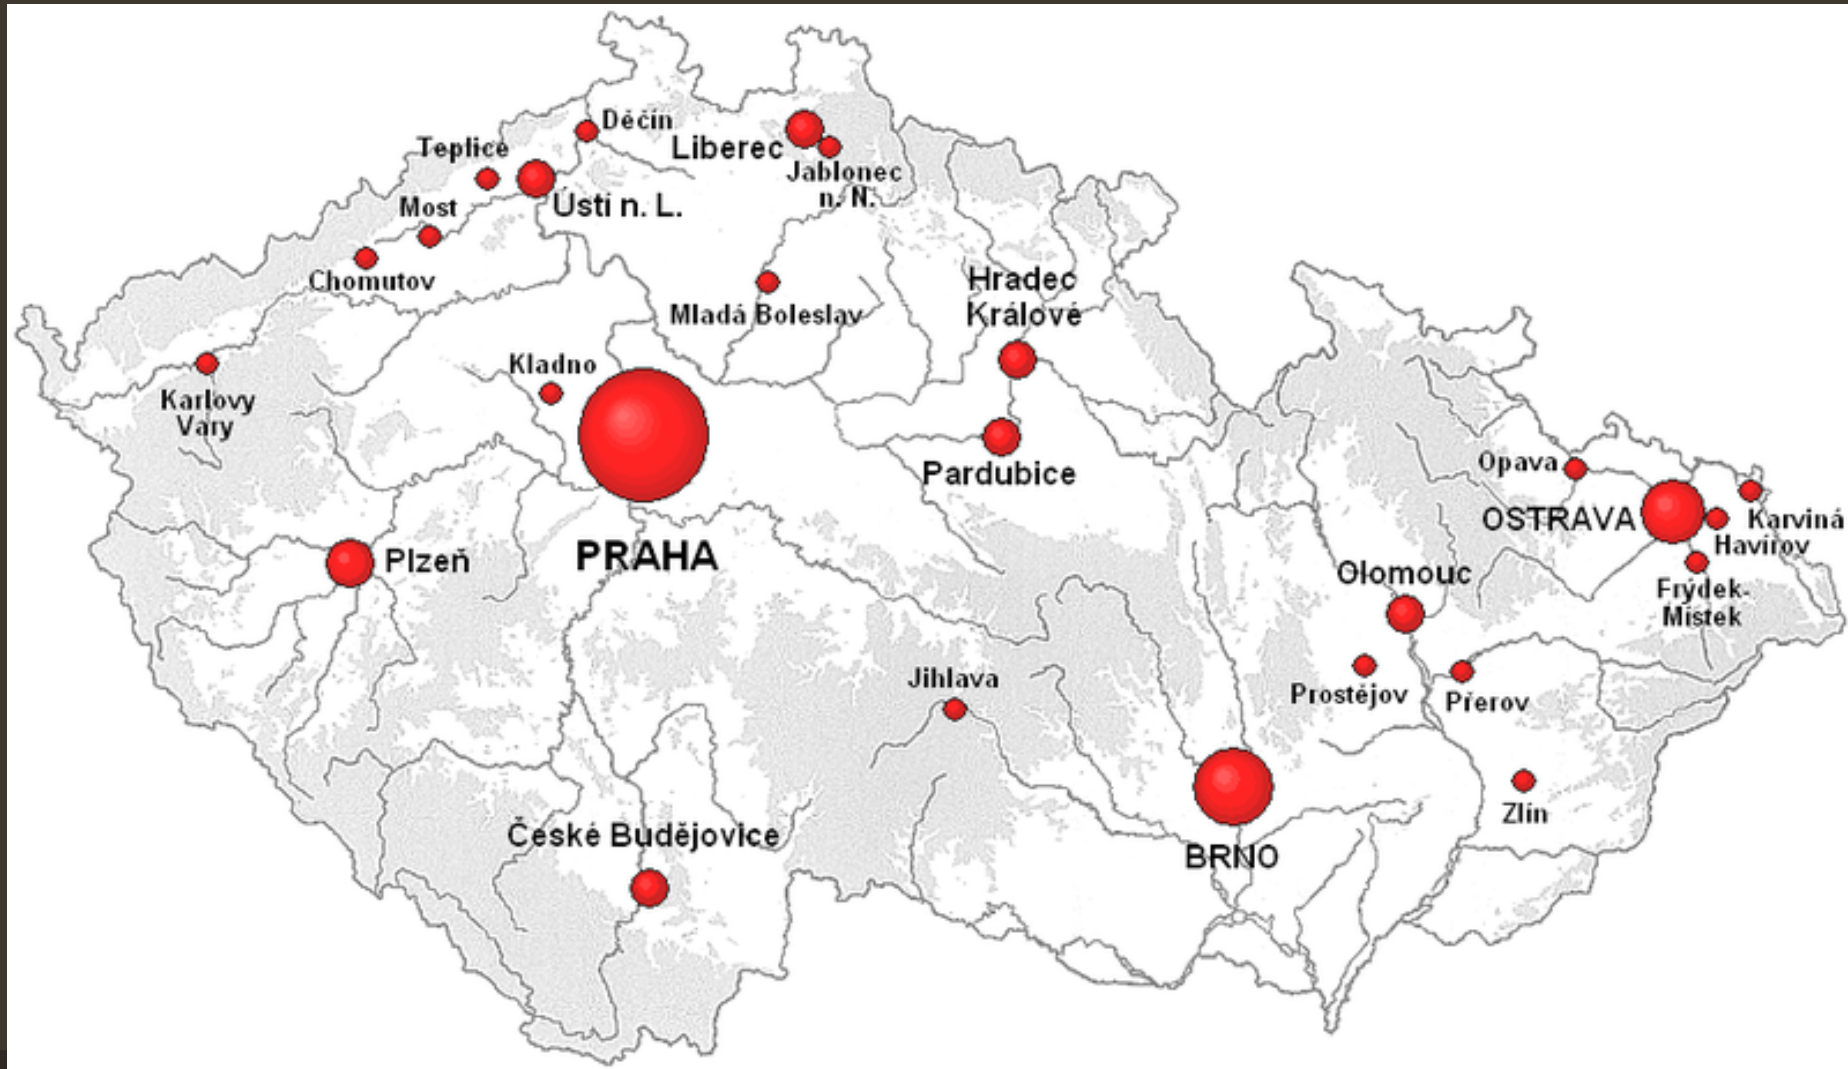 Děčín
Teplice
Liberec
Jablonec
n. N.
Most
Ústí n. L.
Chomutov
Hradec
Králové
Mladá Boleslav
Kladno
Karlovy
Vary
Pardubice
Opava
OSTRAVA
Karviná
Havířov
PRAHA
Plzeň
Olomouc
Frýdek-
Místek
Jihlava
Prostějov
Přerov
Zlín
České Budějovice
BRNO